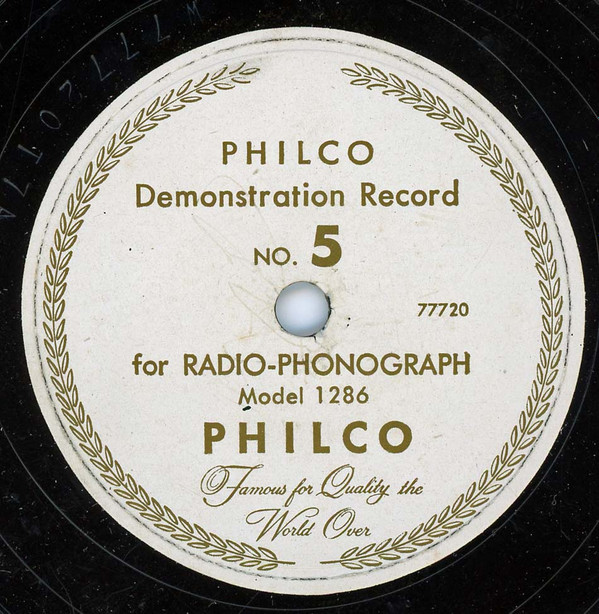 PHILCO
Demonstration Record
NO. 5
77720
for RADIO-PHONOGRAPH
Model 1286
PHILCO
Famous for Quality the
World Over